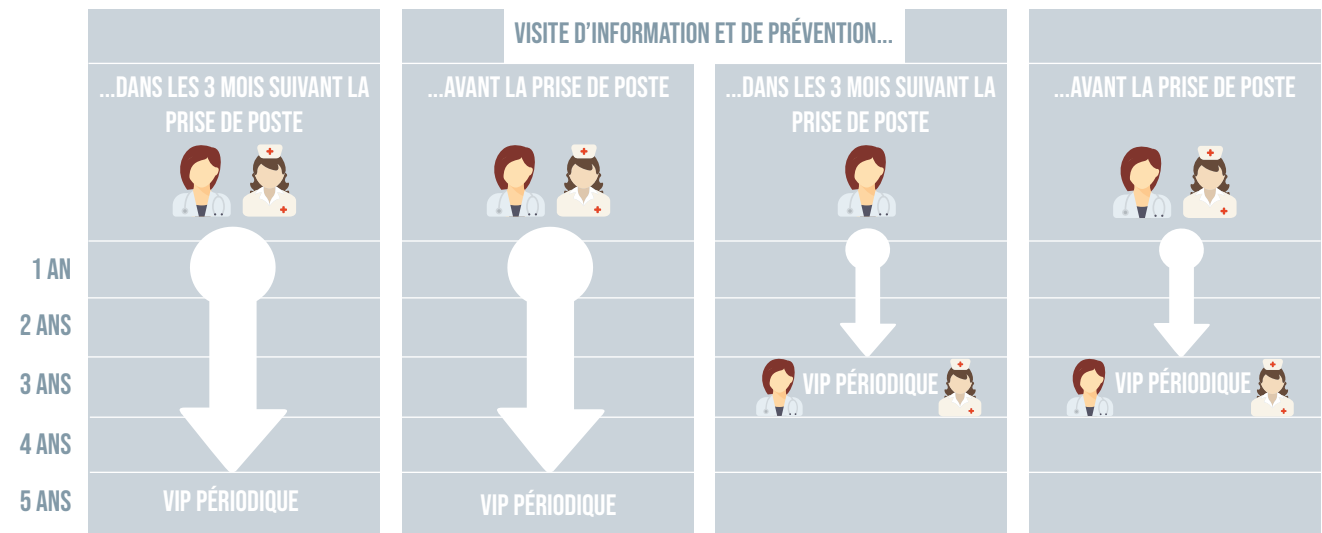 VISITE D'INFORMATION ET DE PRÉVENTION...
...DANS LES 3 MOIS SUIVANT LA
PRISE DE POSTE
...AVANT LA PRISE DE POSTE
...DANS LES 3 MOIS SUIVANT LA
PRISE DE POSTE
...AVANT LA PRISE DE POSTE
1 AN
2 ANS
3 ANS
VIP PÉRIODIQUE
VIP PÉRIODIQUE
4 ANS
5 ANS
VIP PÉRIODIQUE
VIP PÉRIODIQUE